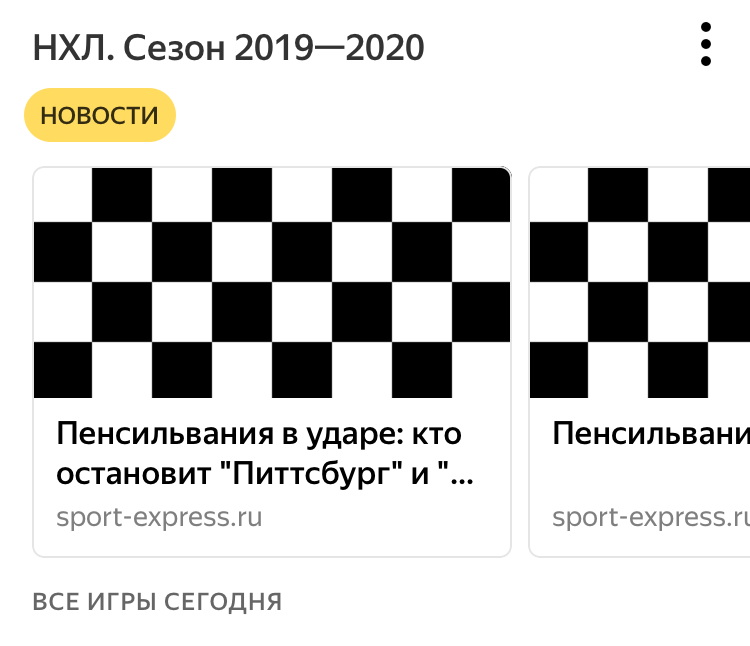 НХЛ. Сезон 2019—2020
НОВОСТИ
Пенсильвания в ударе: кто
остановит "Питтсбург" и "...
sport-express.ru
Пенсильвани
sport-express.ru
ВСЕ ИГРЫ СЕГОДНЯ